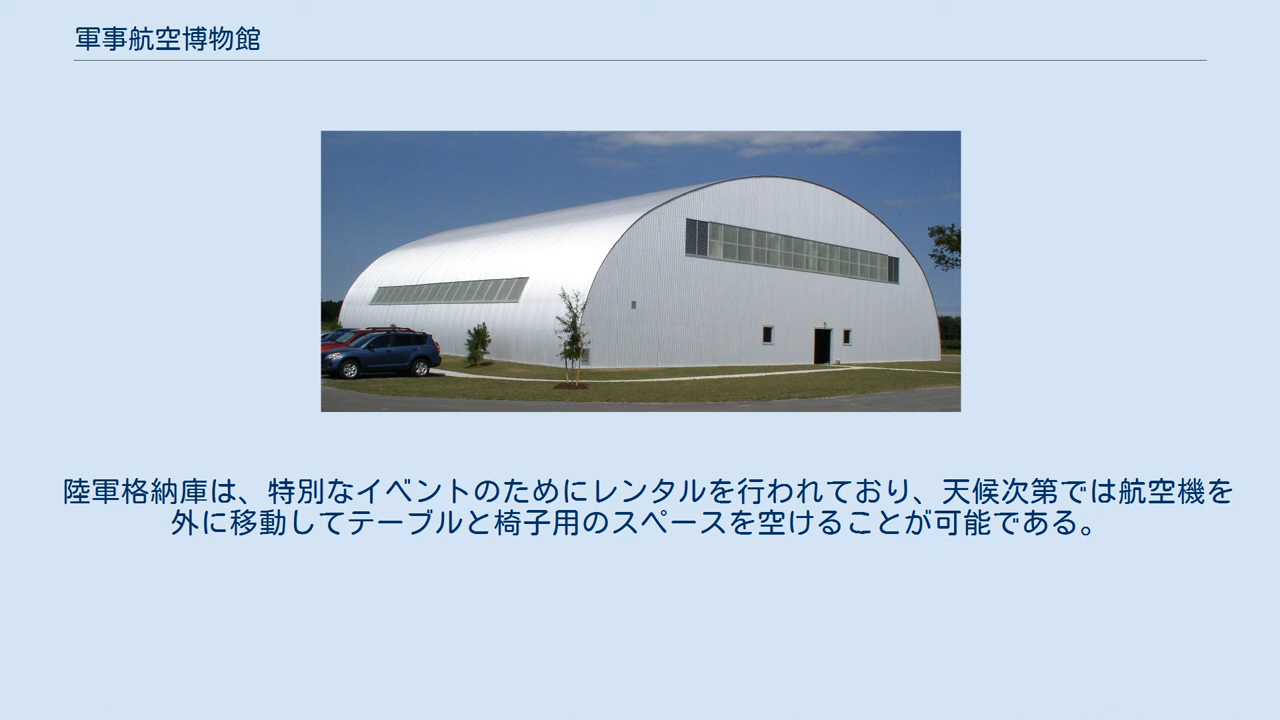 軍事航空博物館
陸軍格納庫は、特別なイベントのためにレンタルを行われており、天候次第では航空機を
外に移動してテーブルと椅子用のスペースを空けることが可能である。